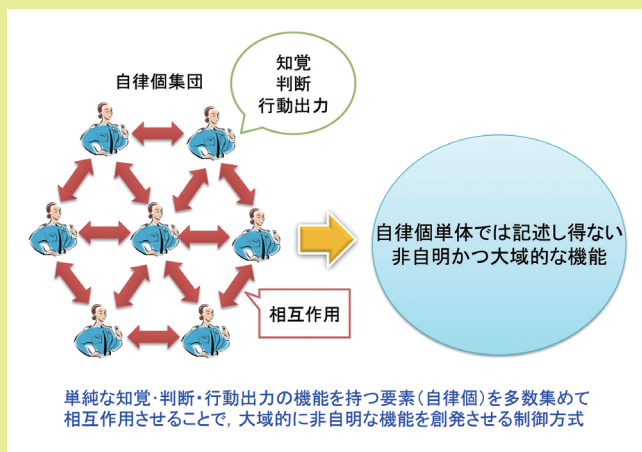 自律個集団
知覚
判断
行動出力
自律個単体では記述し得ない
非自明かつ大域的な機能
相互作用
単純な知覚・判断・行動出力の機能を持つ要素(自律個)を多数集めて
相互作用させることで,大域的に非自明な機能を創発させる制御方式